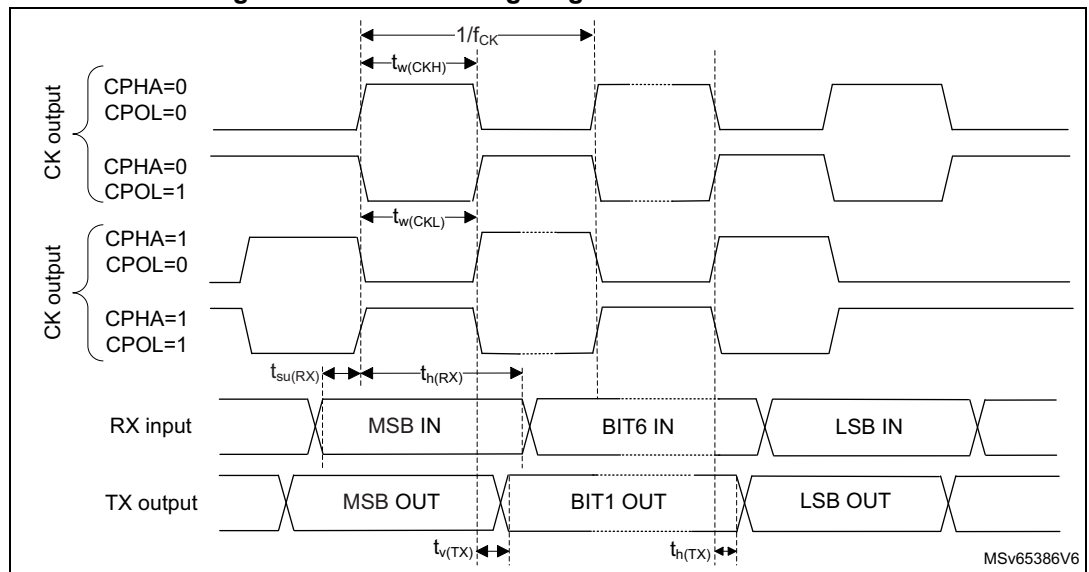 1/fCK
tw(CKH)
CK output
CPHA=0
CPOL=0
CPHA=0
CPOL=1
tw(CKL)
CK output
CPHA=1
CPOL=0
CPHA=1
CPOL=1
tsu(RX)
th(RX)
RX input
MSB IN
BIT6 IN
LSB IN
TX output
MSB OUT
BIT1 OUT
LSB OUT
tv(TX)
th(TX)
MSv65386V6